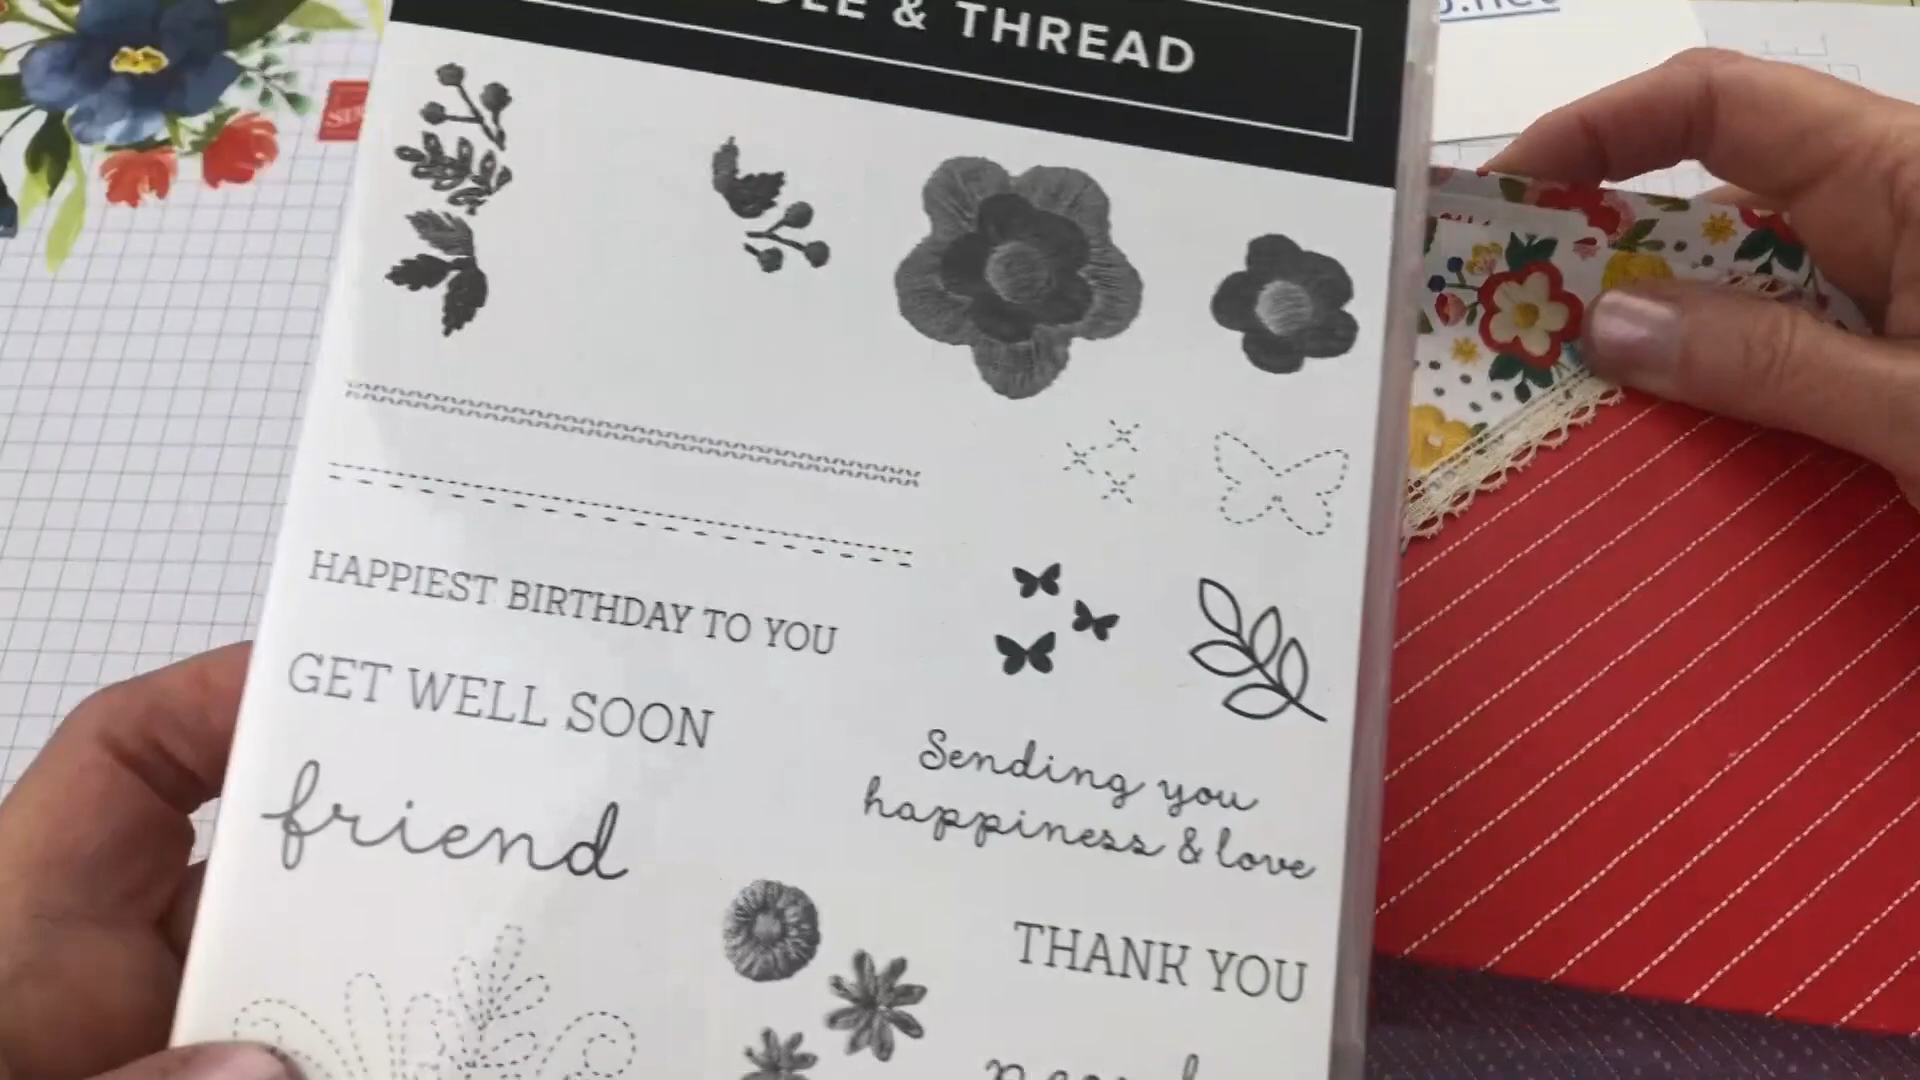 & THREAD
HAPPIEST BIRTHDAY TO YOU
GET WELL SOON
friend
Sending you
happiness & love
THANK YOU